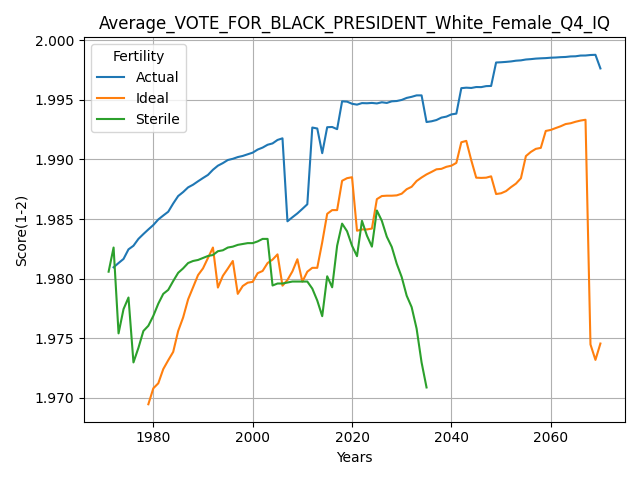 Average_VOTE_FOR_BLACK_PRESIDENT_White_Female_Q4_IQ
2.000
1.995
1.990
1.985
1.980
1.975
1.970
Score(1-2)
Fertility
Actual
Ideal
Sterile
1980 2000 2020 2040 2060
Years